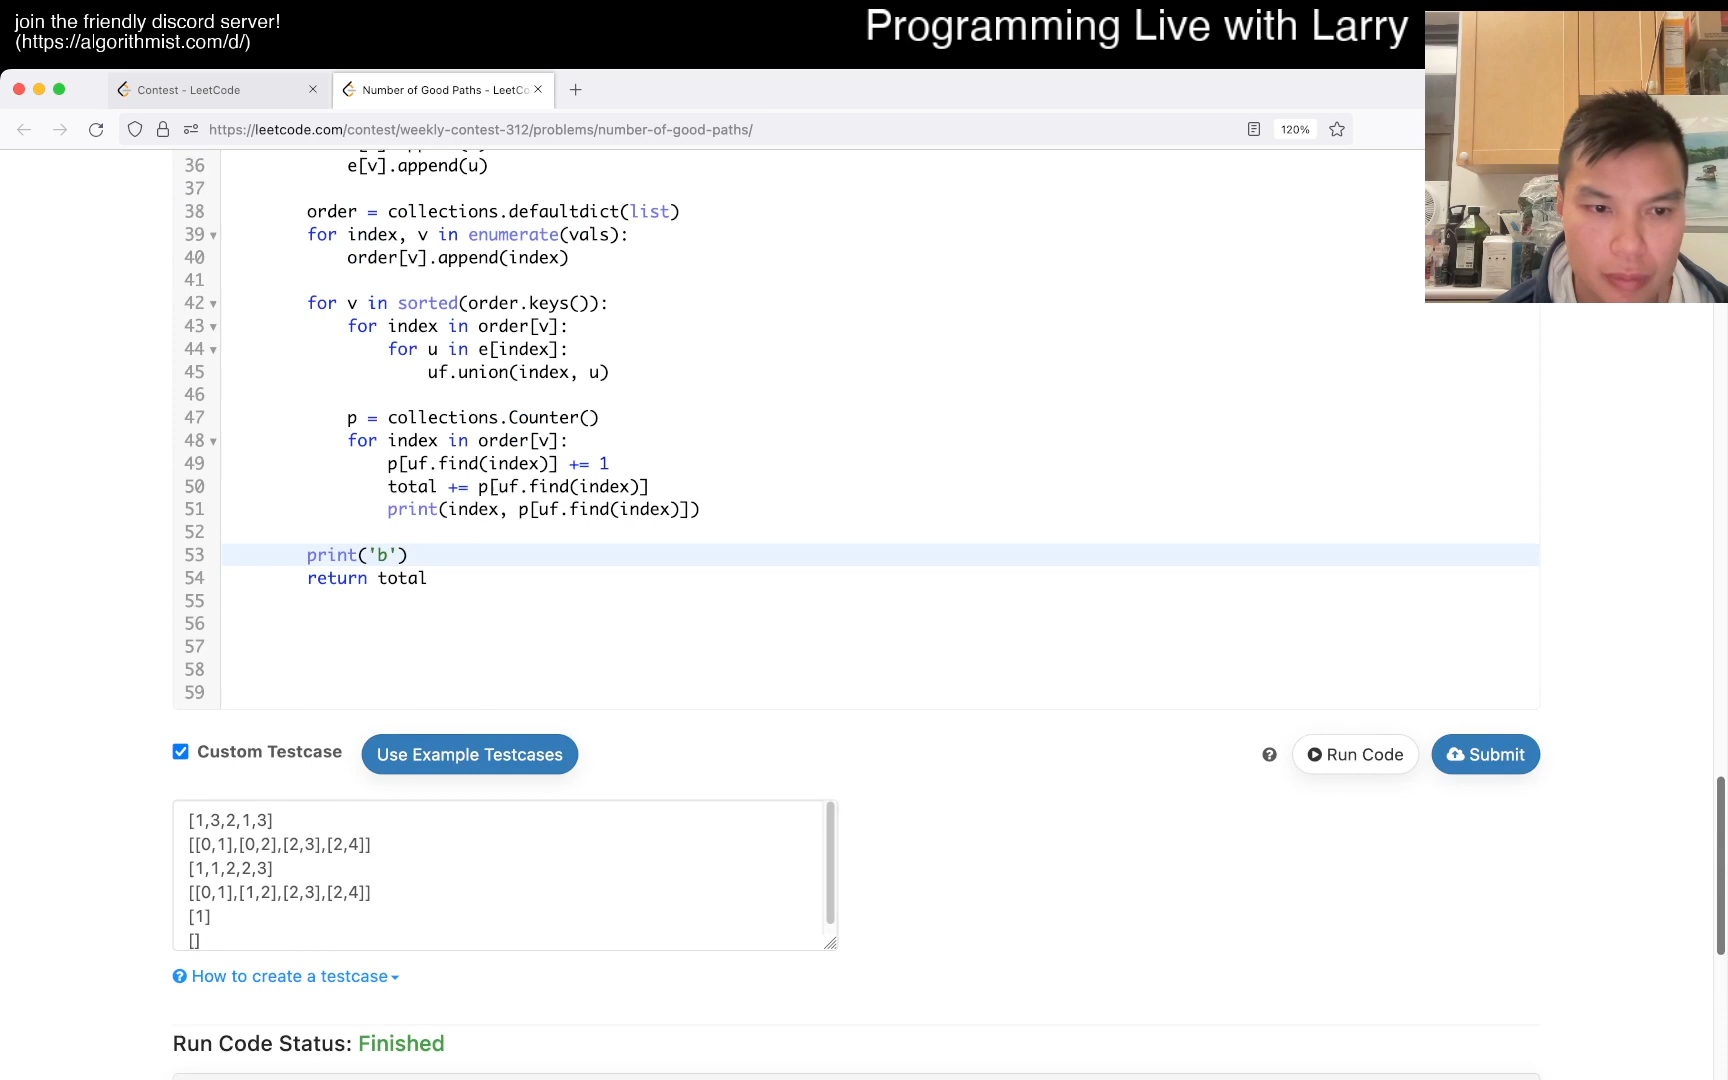 join the friendly discord server!
(https://algorithmist.com/d/)
Programming Live with Larry
Contest - LeetCode
Number of Good Paths - LeetCo
https://leetcode.com/contest/weekly-contest-312/problems/number-of-good-paths/
120%
36 e[v].append(u)
37
38 order = collections.defaultdict(list)
39 for index, v in enumerate(vals):
40 order[v].append(index)
41
42 for v in sorted(order.keys()):
43 for index in order[v]:
44 for u in e[index]:
45 uf.union(index, u)
46
47 p = collections.Counter()
48 for index in order[v]:
49 p[uf.find(index)] += 1
50 total += p[uf.find(index)]
51 print(index, p[uf.find(index)])
52
53 print('b')
54 return total
55
56
57
58
59
Custom Testcase
Use Example Testcases
Run Code
Submit
[1,3,2,1,3]
[[0,1],[0,2],[2,3],[2,4]]
[1,1,2,2,3]
[[0,1],[1,2],[2,3],[2,4]]
[1]
[]
How to create a testcase
Run Code Status: Finished